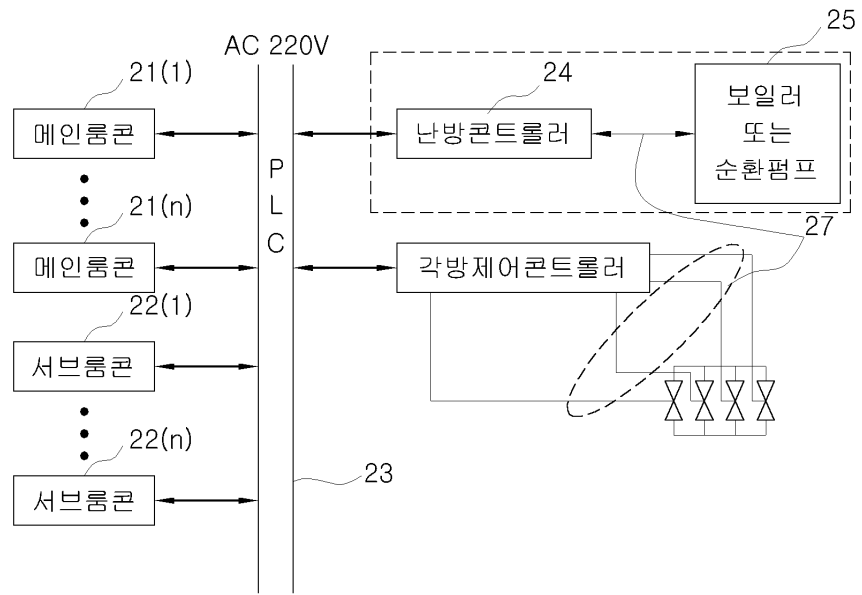 AC 220V
25
21(1)
24
메인룸콘
난방콘트롤러
보일러
또는
순환펌프
P
L
C
21(n)
27
메인룸콘
각방제어콘트롤러
22(1)
서브룸콘
22(n)
23
서브룸콘